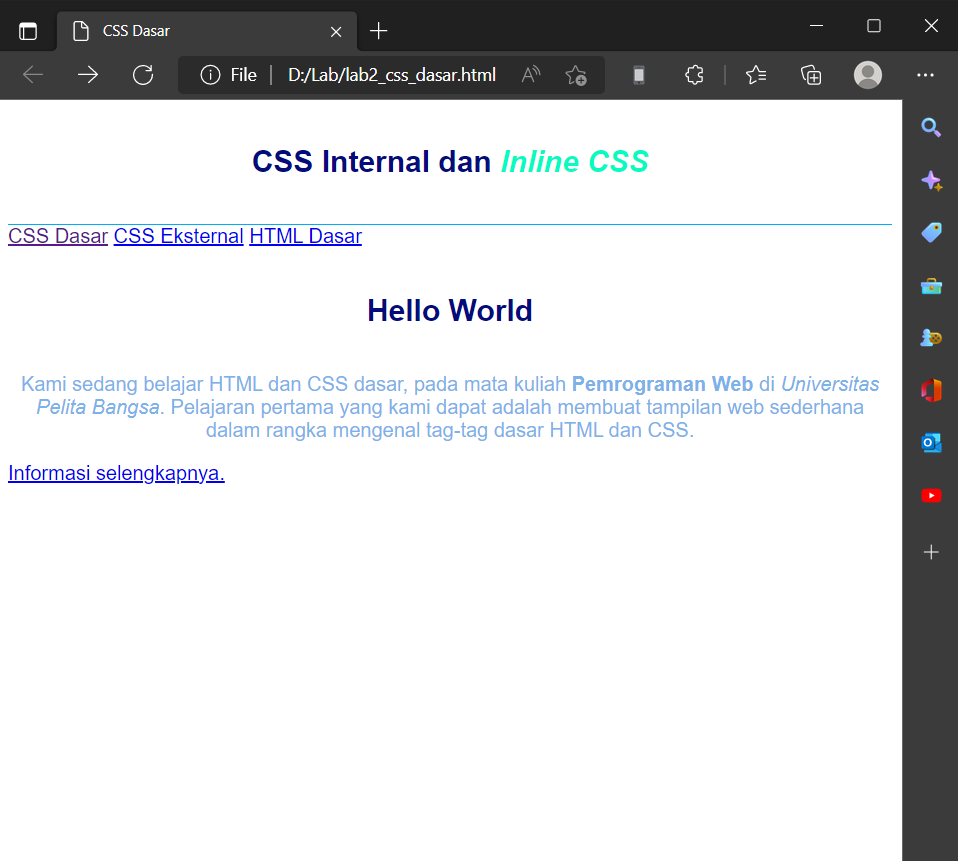 CSS Dasar
File
D:/Lab/lab2_css_dasar.html
CSS Internal dan Inline CSS
CSS Dasar CSS Eksternal HTML Dasar
Hello World
Kami sedang belajar HTML dan CSS dasar, pada mata kuliah Pemrograman Web di Universitas
Pelita Bangsa. Pelajaran pertama yang kami dapat adalah membuat tampilan web sederhana
dalam rangka mengenal tag-tag dasar HTML dan CSS.
Informasi selengkapnya.